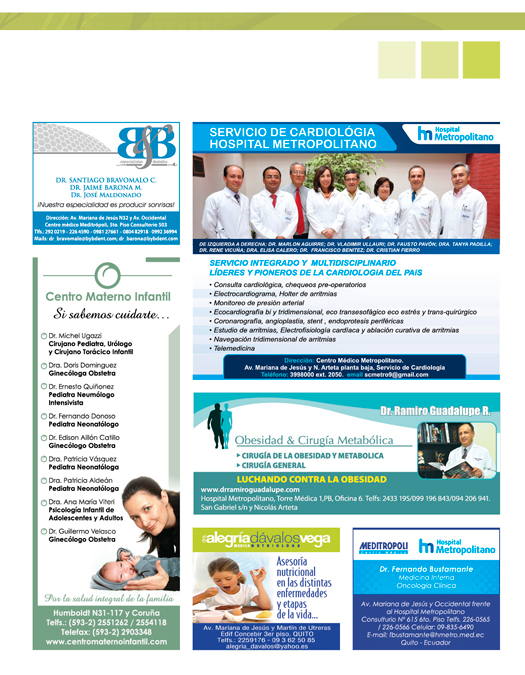 B&B
especialidades dentales
DR. SANTIAGO BRAVOMALO C.
DR. JAIME BARONA M.
DR. JOSÉ MALDONADO
¡Nuestra especialidad es producir sonrisas!
Dirección: Av. Mariana de Jesús N32 y Av. Occidental
Centro médico Meditrópoli, 5to. Piso Consultorio 503
Tlfs.: 292 0219 - 226 4590 - 0981 27661 - 0804 82918 - 0992 36994
Mails: dr_bravomalo@bybdent.com; dr_barona@bybdent.com
Centro Materno Infantil
Si sabemos cuidarte...
Dr. Michel Ugazzi
Cirujano Pediatra, Urólogo
y Cirujano Torácico Infantil
Dra. Doris Domínguez
Ginecóloga Obstetra
Dr. Ernesto Quiñonez
Pediatra Neumólogo
Intensivista
Dr. Fernando Donoso
Pediatra Neonatólogo
Dr. Edison Aillón Catillo
Ginecólogo Obstetra
Dra. Patricia Vásquez
Pediatra Neonatóloga
Dra. Patricia Aldeán
Pediatra Neonatóloga
Dra. Ana María Viteri
Psicología Infantil de
Adolescentes y Adultos
Dr. Guillermo Velasco
Ginecólogo Obstetra
Por la salud integral de la familia
Humboldt N31-117 y Coruña
Telfs.: (593-2) 2551262 / 2554118
Telefax: (593-2) 2903348
www.centromaternoinfantil.com
SERVICIO DE CARDIOLÓGIA
HOSPITAL METROPOLITANO
hm Hospital
Metropolitano
DE IZQUIERDA A DERECHA: DR. MARLON AGUIRRE; DR. VLADIMIR ULLAURI; DR. FAUSTO PAVÓN; DRA. TANYA PADILLA;
DR. RENE VICUÑA; DRA. ELISA CALERO; DR. FRANCISCO BENITEZ; DR. CRISTIAN FIERRO
SERVICIO INTEGRADO Y MULTIDISCIPLINARIO
LÍDERES Y PIONEROS DE LA CARDIOLOGIA DEL PAIS
• Consulta cardiológica, chequeos pre-operatorios
• Electrocardiograma, Holter de arritmias
• Monitoreo de presión arterial
• Ecocardiografía bi y tridimensional, eco transesofágico eco estrés y trans-quirúrgico
• Coronarografía, angioplastia, stent , endoprotesis periféricas
• Estudio de arritmias, Electrofisiología cardíaca y ablación curativa de arritmias
• Navegación tridimensional de arritmias
• Telemedicina
Dirección: Centro Médico Metropolitano.
Av. Mariana de Jesús y N. Arteta planta baja, Servicio de Cardiología
Teléfono: 3998000 ext. 2050. email scmetro9@gmail.com
Dr. Ramiro Guadalupe R.
Obesidad & Cirugía Metabólica
CIRUGÍA DE LA OBESIDAD Y METABOLICA
CIRUGÍA GENERAL
LUCHANDO CONTRA LA OBESIDAD
www.drramiroguadalupe.com
Hospital Metropolitano, Torre Médica 1,PB, Oficina 6. Telfs: 2433 195/099 196 843/094 206 941.
San Gabriel s/n y Nicolás Arteta
alegríadávalosvega
MEDICA NUTRIOLOGA
Asesoría
nutricional
en las distintas
enfermedades
y etapas
de la vida...
Av. Mariana de Jesús y Martín de Utreras
Edif Concebir 3er piso. QUITO
Telfs.: 2259176 - 09 3 62 50 85
alegria_davalos@yahoo.es
MEDITROPOLI
hm Hospital
Metropolitano
Dr. Fernando Bustamante
Medicina Interna
Oncología Clínica
Av. Mariana de Jesús y Occidental frente
al Hospital Metropolitano
Consultorio Nº 615 6to. Piso Telfs. 226-0565
/ 226-0566 Celular: 09-835-6490
E-mail: fbustamante@hmetro.med.ec
Quito - Ecuador